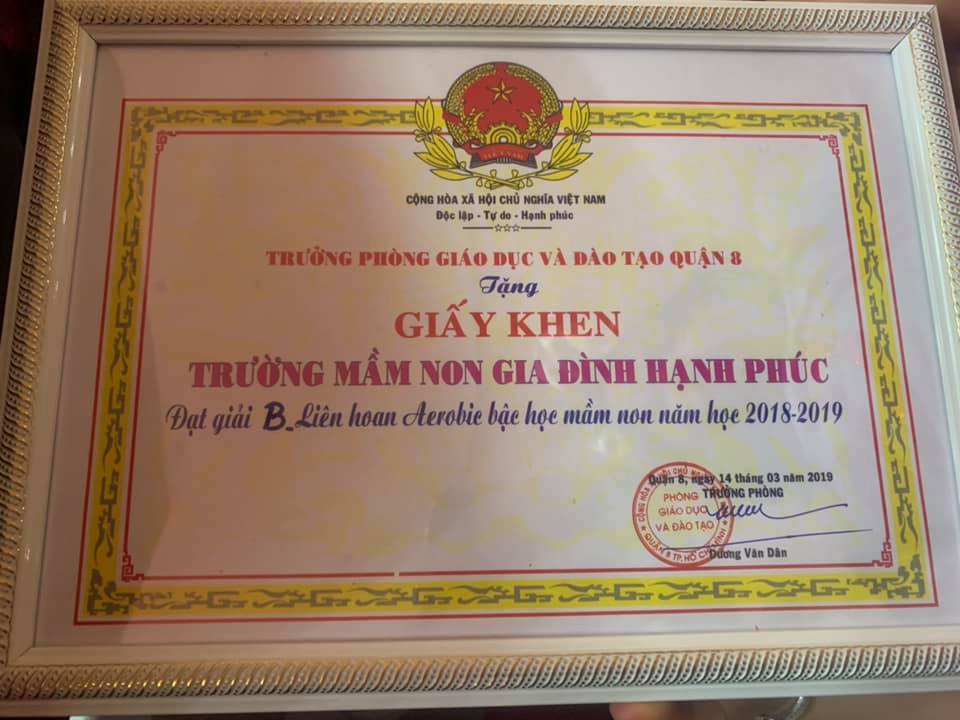 VIỆT NAM
CỘNG HÒA XÃ HỘI CHỦ NGHĨA VIỆT NAM
Độc lập - Tự do - Hạnh phúc
TRƯỞNG PHÒNG GIÁO DỤC VÀ ĐÀO TẠO QUẬN 8
Tặng
GIẤY KHEN
TRƯỜNG MẦM NON GIA ĐÌNH HẠNH PHÚC
Đạt giải B_Liên hoan Aerobic bậc học mầm non năm học 2018-2019
Quận 8, ngày 14 tháng 03 năm 2019
TRƯỞNG PHÒNG
PHÒNG
GIÁO DỤC
VÀ ĐÀO TẠO
Dương Văn Dân